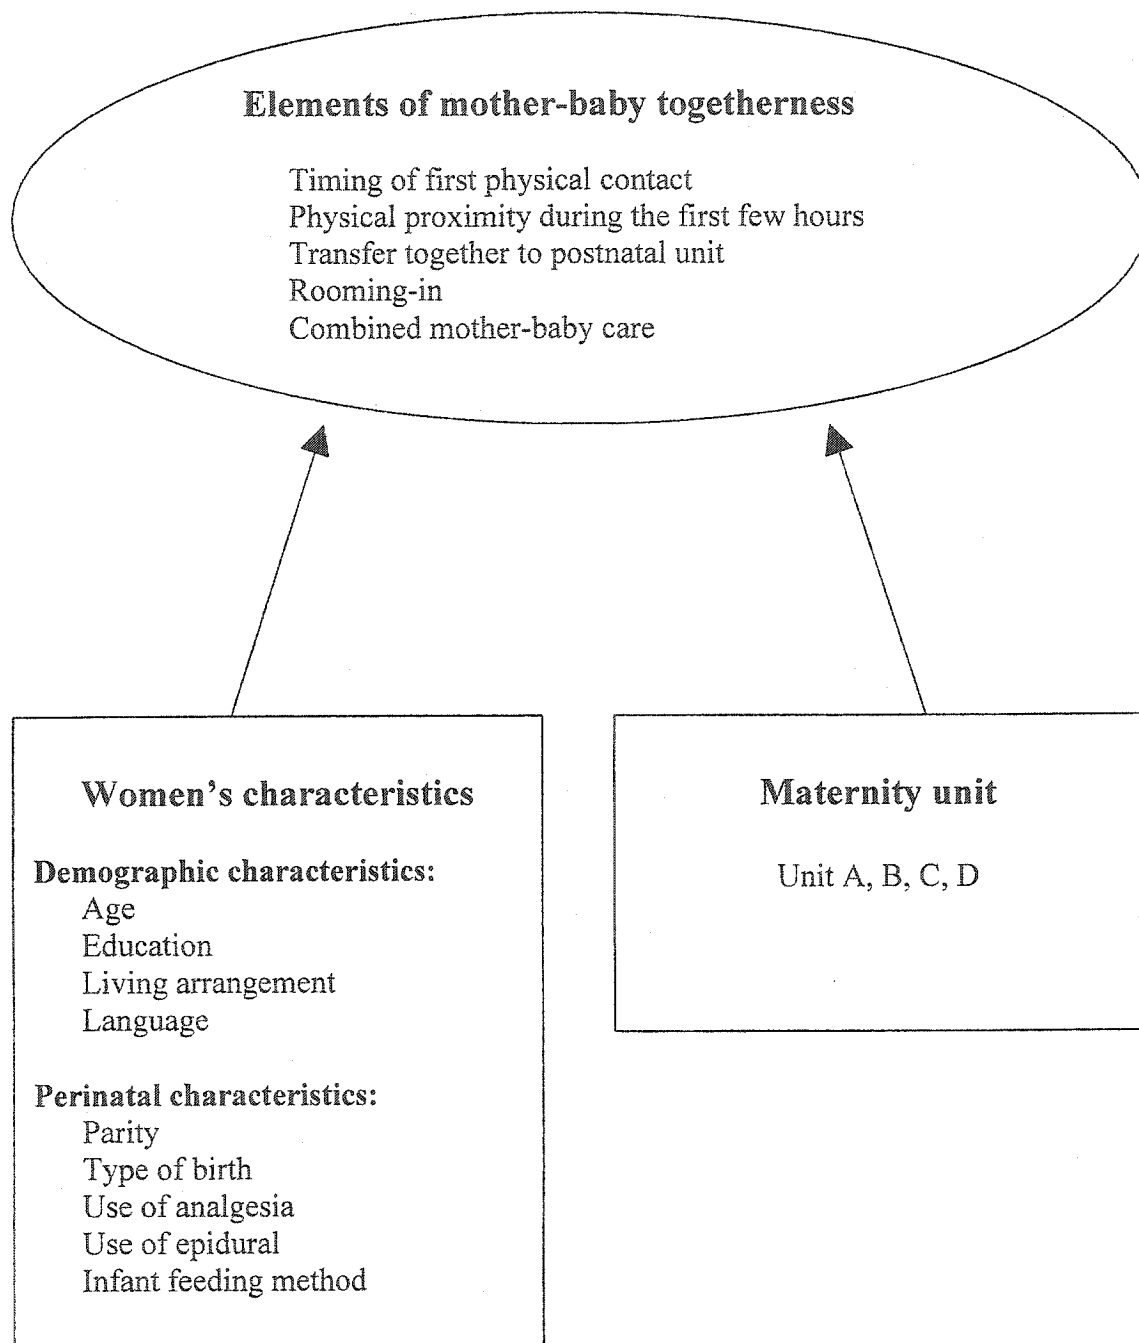 Elements of mother-baby togetherness
Timing of first physical contact
Physical proximity during the first few hours
Transfer together to postnatal unit
Rooming-in
Combined mother-baby care
Women's characteristics
Demographic characteristics:
Age
Education
Living arrangement
Language
Perinatal characteristics:
Parity
Type of birth
Use of analgesia
Use of epidural
Infant feeding method
Maternity unit
Unit A, B, C, D